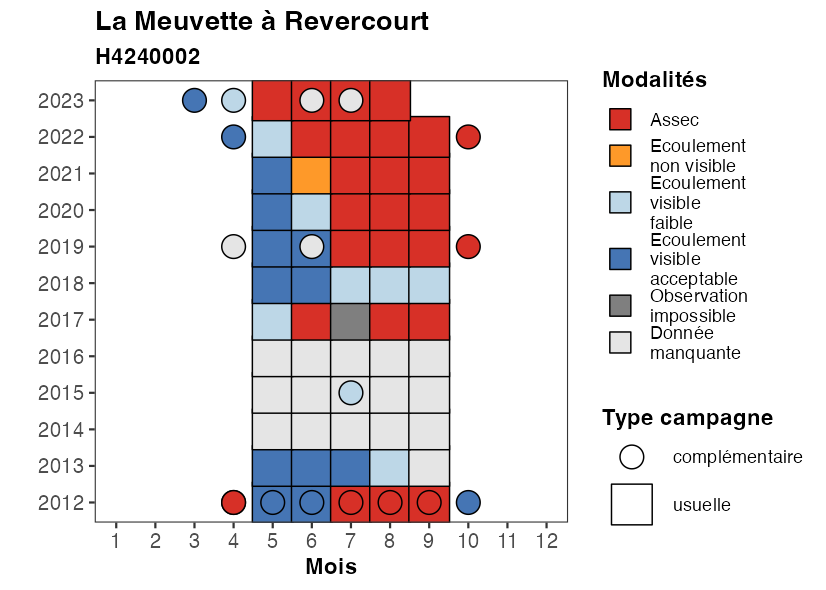 La Meuvette à Revercourt
H4240002
2023
2022
2021
2020
2019
2018
2017
2016
2015
2014
2013
2012
1 2 3 4 5 6 7 8 9 10 11 12
Mois
Modalités
Assec
Ecoulement
non visible
Ecoulement
visible
faible
Ecoulement
visible
acceptable
Observation
impossible
Donnée
manquante
Type campagne
complémentaire
usuelle